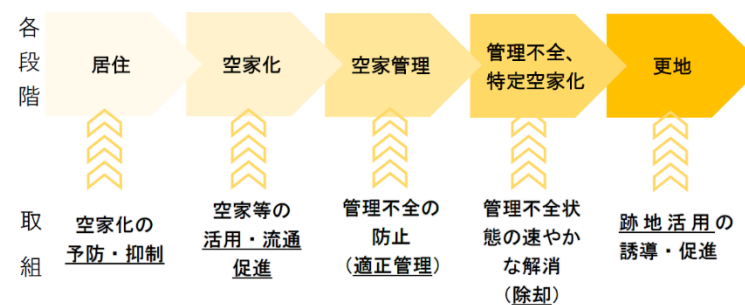 各段階
居住
空家化
空家管理
管理不全、
特定空家化
更地
取組
空家化の
予防・抑制
空家等の
活用・流通
促進
管理不全の
防止
（適正管理）
管理不全状
態の速やか
な解消
（除却）
跡地活用の
誘導・促進